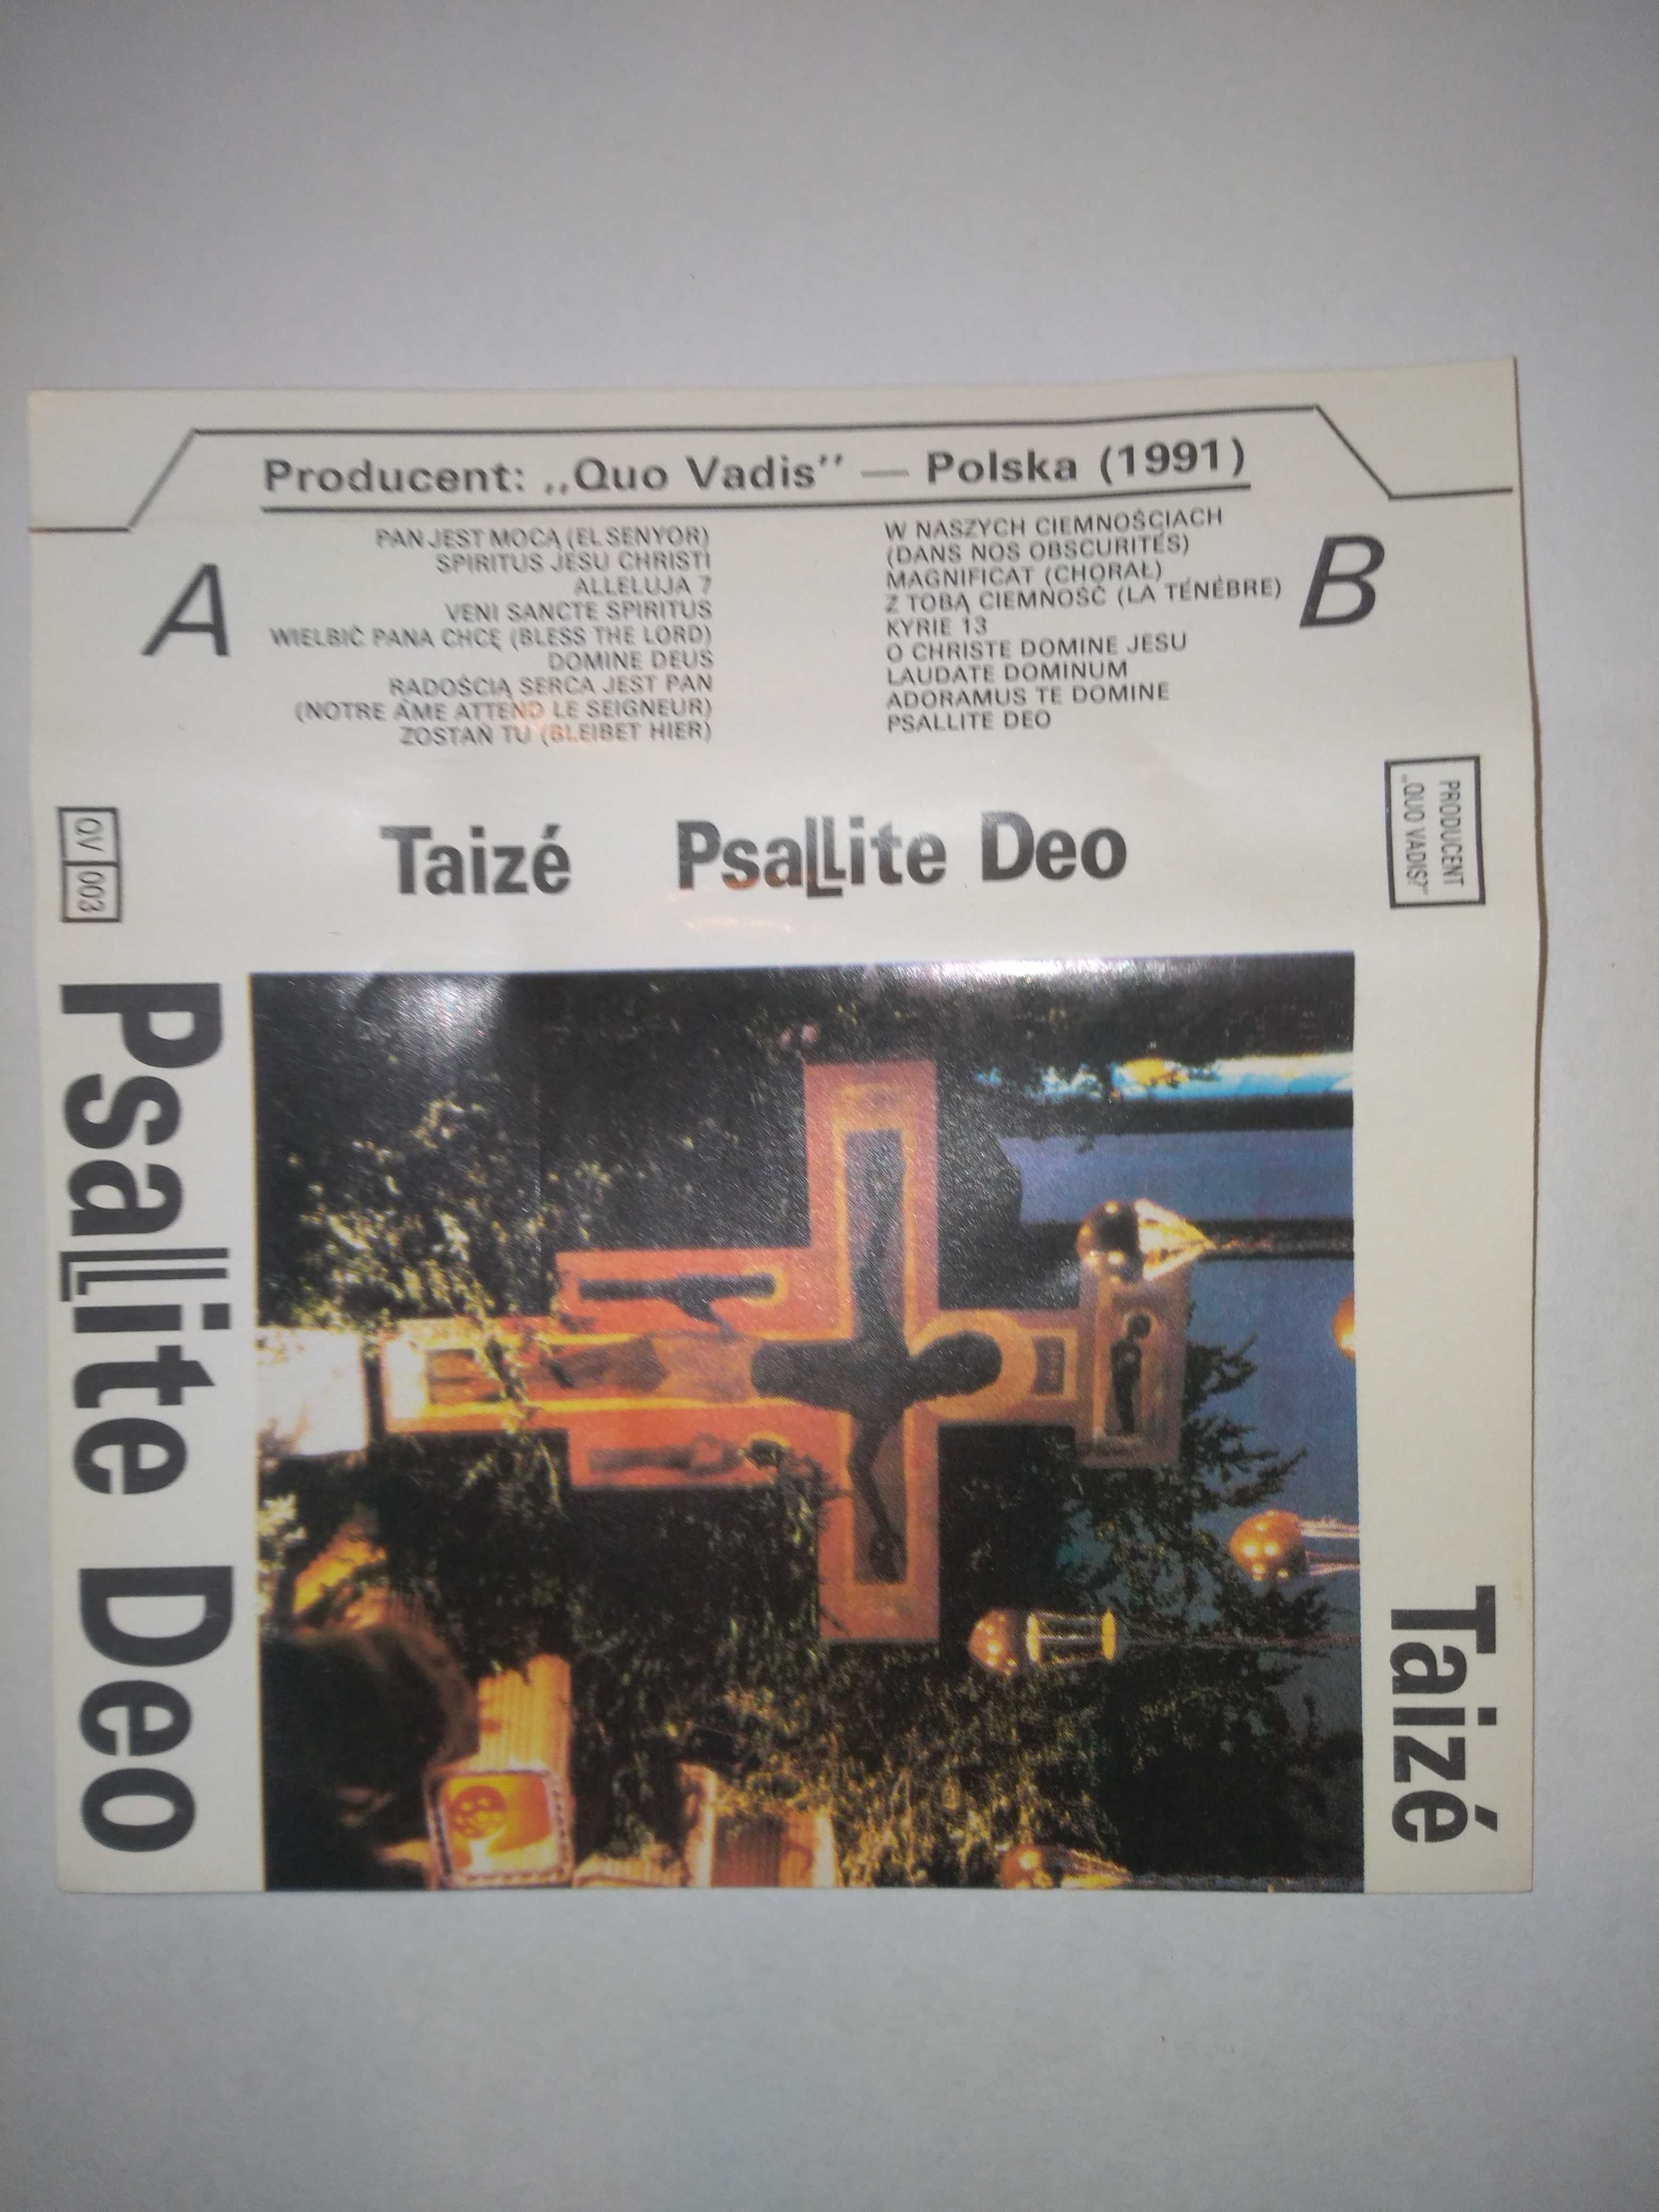 Producent: „Quo Vadis” — Polska (1991)
A
PAN JEST MOCĄ (EL SENYOR)
SPIRITUS JESU CHRISTI
ALLELUJA 7
VENI SANCTE SPIRITUS
WIELBIĆ PANA CHCĘ (BLESS THE LORD)
DOMINE DEUS
RADOŚCIĄ SERCA JEST PAN
(NOTRE ÂME ATTEND LE SEIGNEUR)
ZOSTAŃ TU (BLEIBET HIER)
B
W NASZYCH CIEMNOŚCIACH
(DANS NOS OBSCURITÉS)
MAGNIFICAT (CHORAŁ)
Z TOBĄ CIEMNOŚĆ (LA TÉNÈBRE)
KYRIE 13
O CHRISTE DOMINE JESU
LAUDATE DOMINUM
ADORAMUS TE DOMINE
PSALLITE DEO
QV 003
Taizé Psallite Deo
PRODUCENT
„QUO VADIS?”
Psallite Deo
Taizé